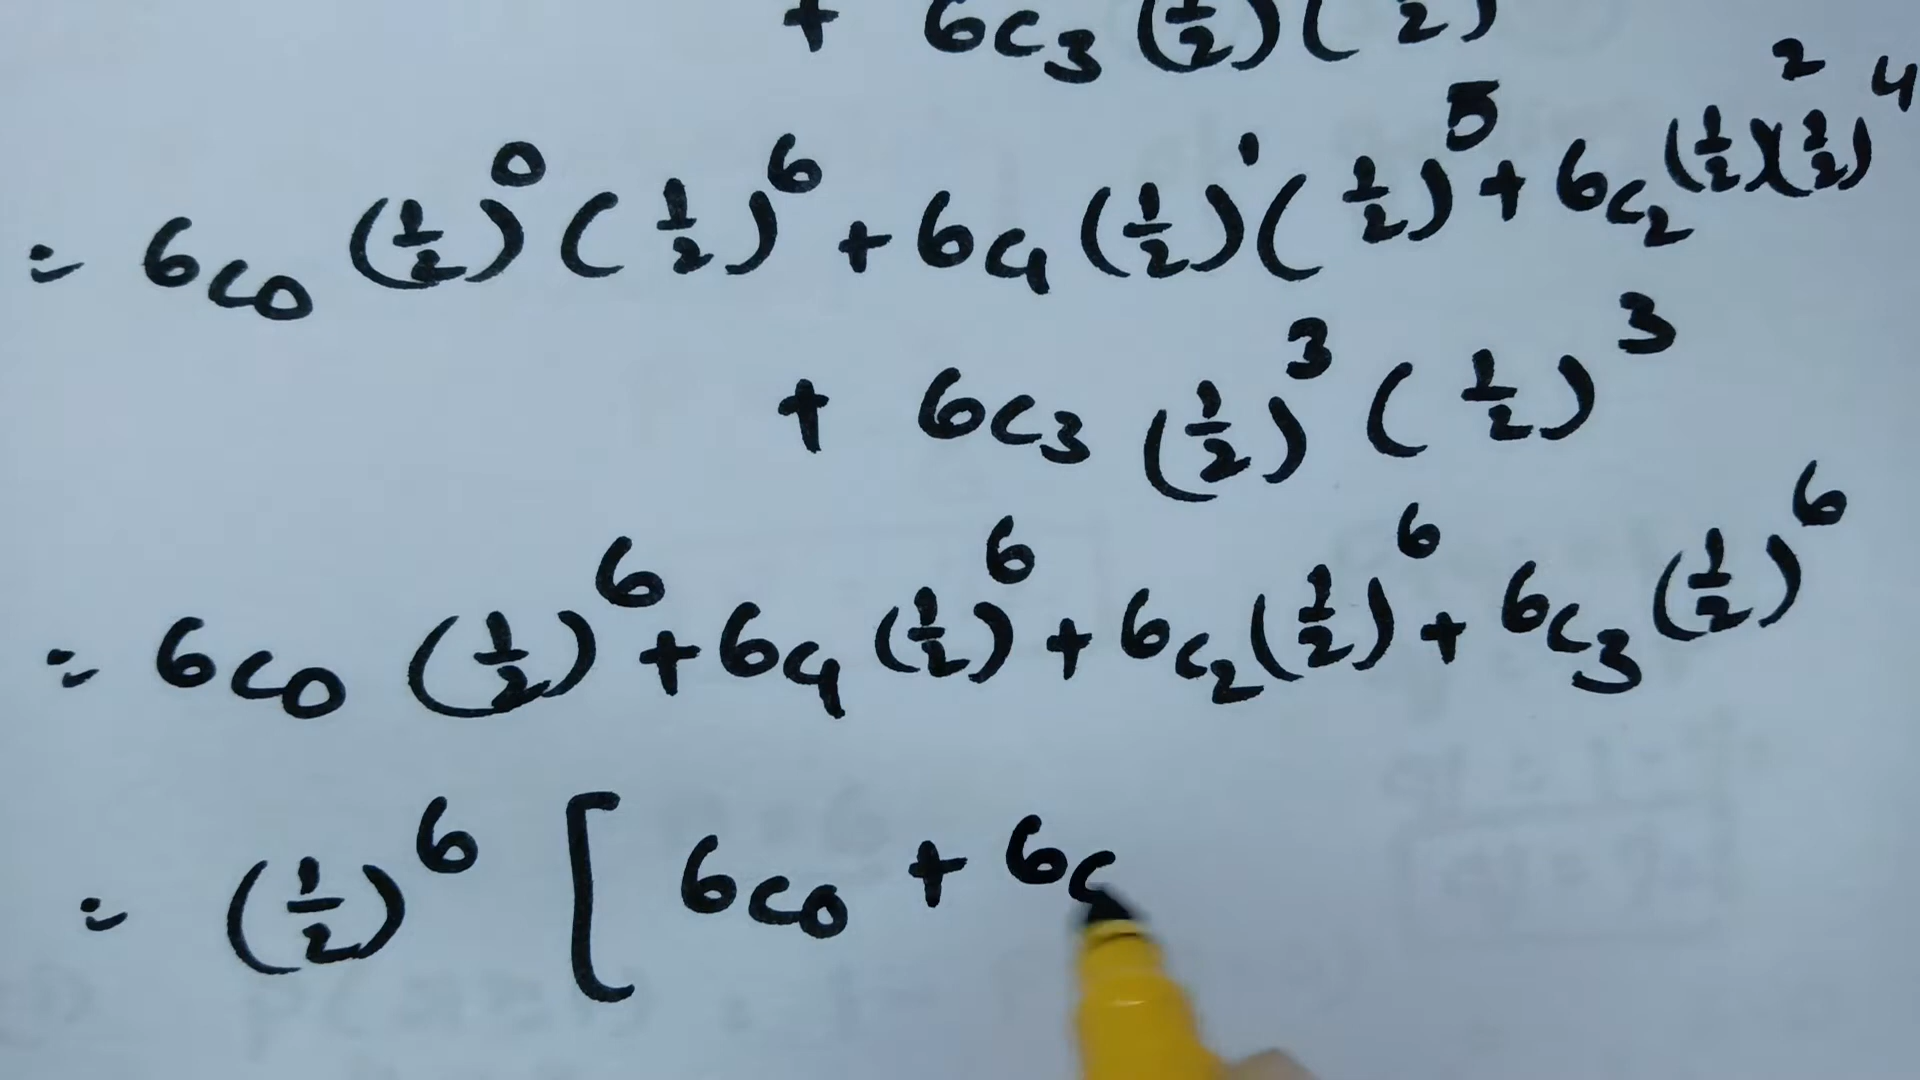 + 6C3 (1/2) ( 1/2 )
= 6C0 (1/2)^0 (1/2)^6 + 6C1 (1/2)^1 (1/2)^5 + 6C2 (1/2)^2 (1/2)^4
+ 6C3 (1/2)^3 (1/2)^3
= 6C0 (1/2)^6 + 6C1 (1/2)^6 + 6C2 (1/2)^6 + 6C3 (1/2)^6
= (1/2)^6 [ 6C0 + 6C